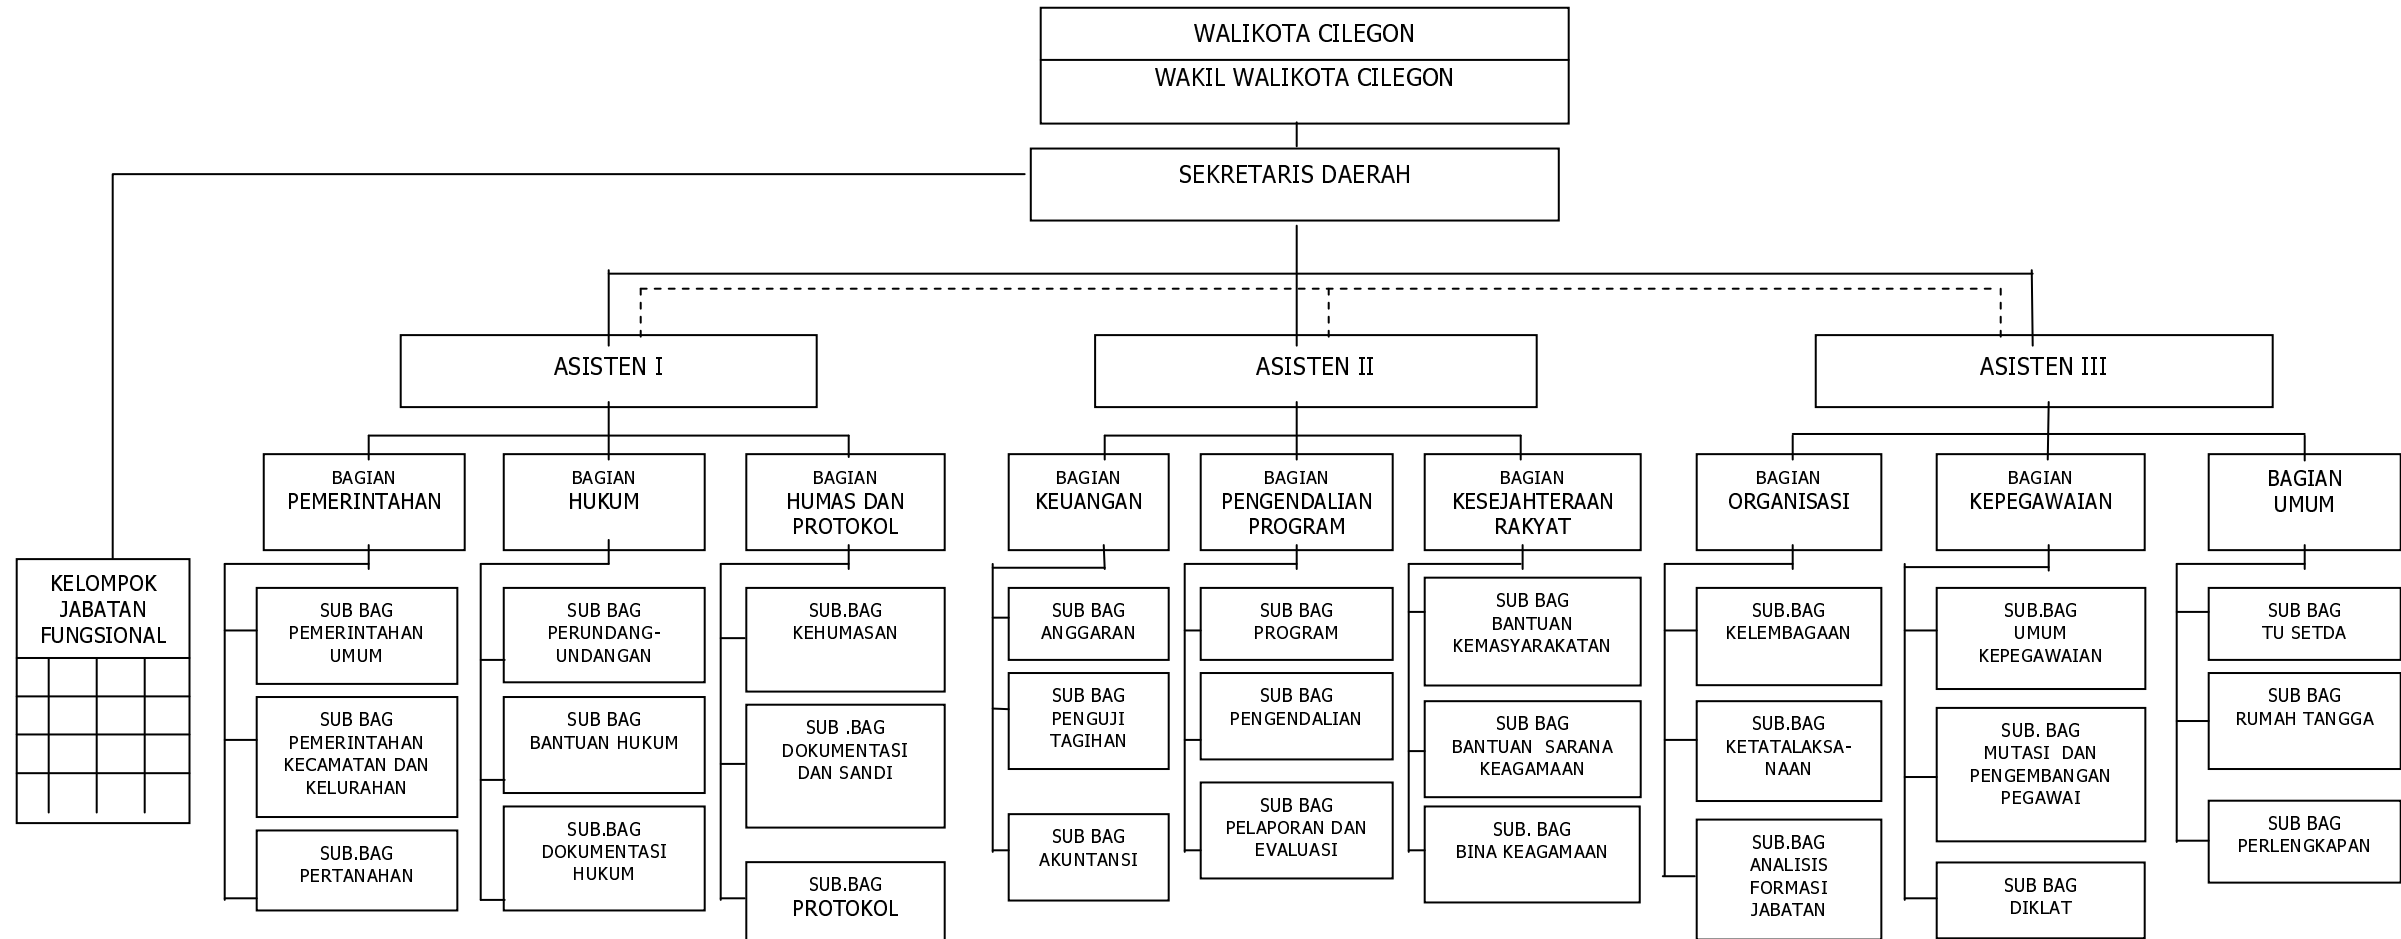 WALIKOTA CILEGON
WAKIL WALIKOTA CILEGON
SEKRETARIS DAERAH
ASISTEN I
ASISTEN II
ASISTEN III
BAGIAN
PEMERINTAHAN
BAGIAN
HUKUM
BAGIAN
HUMAS DAN
PROTOKOL
BAGIAN
KEUANGAN
BAGIAN
PENGENDALIAN
PROGRAM
BAGIAN
KESEJAHTERAAN
RAKYAT
BAGIAN
ORGANISASI
BAGIAN
KEPEGAWAIAN
BAGIAN
UMUM
KELOMPOK
JABATAN
FUNGSIONAL
SUB BAG
PEMERINTAHAN
UMUM
SUB BAG
PEMERINTAHAN
KECAMATAN DAN
KELURAHAN
SUB.BAG
PERTANAHAN
SUB BAG
PERUNDANG-
UNDANGAN
SUB BAG
BANTUAN HUKUM
SUB.BAG
DOKUMENTASI
HUKUM
SUB.BAG
KEHUMASAN
SUB .BAG
DOKUMENTASI
DAN SANDI
SUB.BAG
PROTOKOL
SUB BAG
ANGGARAN
SUB BAG
PENGUJI
TAGIHAN
SUB BAG
AKUNTANSI
SUB BAG
PROGRAM
SUB BAG
PENGENDALIAN
SUB BAG
PELAPORAN DAN
EVALUASI
SUB BAG
BANTUAN
KEMASYARAKATAN
SUB BAG
BANTUAN  SARANA
KEAGAMAAN
SUB. BAG
BINA KEAGAMAAN
SUB.BAG
KELEMBAGAAN
SUB.BAG
KETATALAKSA-
NAAN
SUB.BAG
ANALISIS
FORMASI
JABATAN
SUB.BAG
UMUM
KEPEGAWAIAN
SUB. BAG
MUTASI  DAN
PENGEMBANGAN
PEGAWAI
SUB BAG
DIKLAT
SUB BAG
TU SETDA
SUB BAG
RUMAH TANGGA
SUB BAG
PERLENGKAPAN